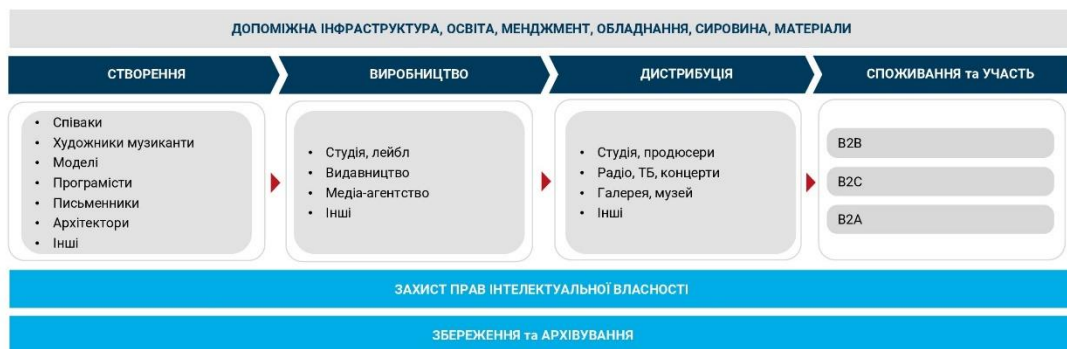 ДОПОМІЖНА ІНФРАСТРУКТУРА, ОСВІТА, МЕНДЖМЕНТ, ОБЛАДНАННЯ, СИРОВИНА, МАТЕРІАЛИ
СТВОРЕННЯ
ВИРОБНИЦТВО
ДИСТРИБУЦІЯ
СПОЖИВАННЯ та УЧАСТЬ
• Співаки
• Художники музиканти
• Моделі
• Програмісти
• Письменники
• Архітектори
• Інші
• Студія, лейбл
• Видавництво
• Медіа-агентство
• Інші
• Студія, продюсери
• Радіо, ТБ, концерти
• Галерея, музей
• Інші
B2B
B2C
B2A
ЗАХИСТ ПРАВ ІНТЕЛЕКТУАЛЬНОЇ ВЛАСНОСТІ
ЗБЕРЕЖЕННЯ та АРХІВУВАННЯ